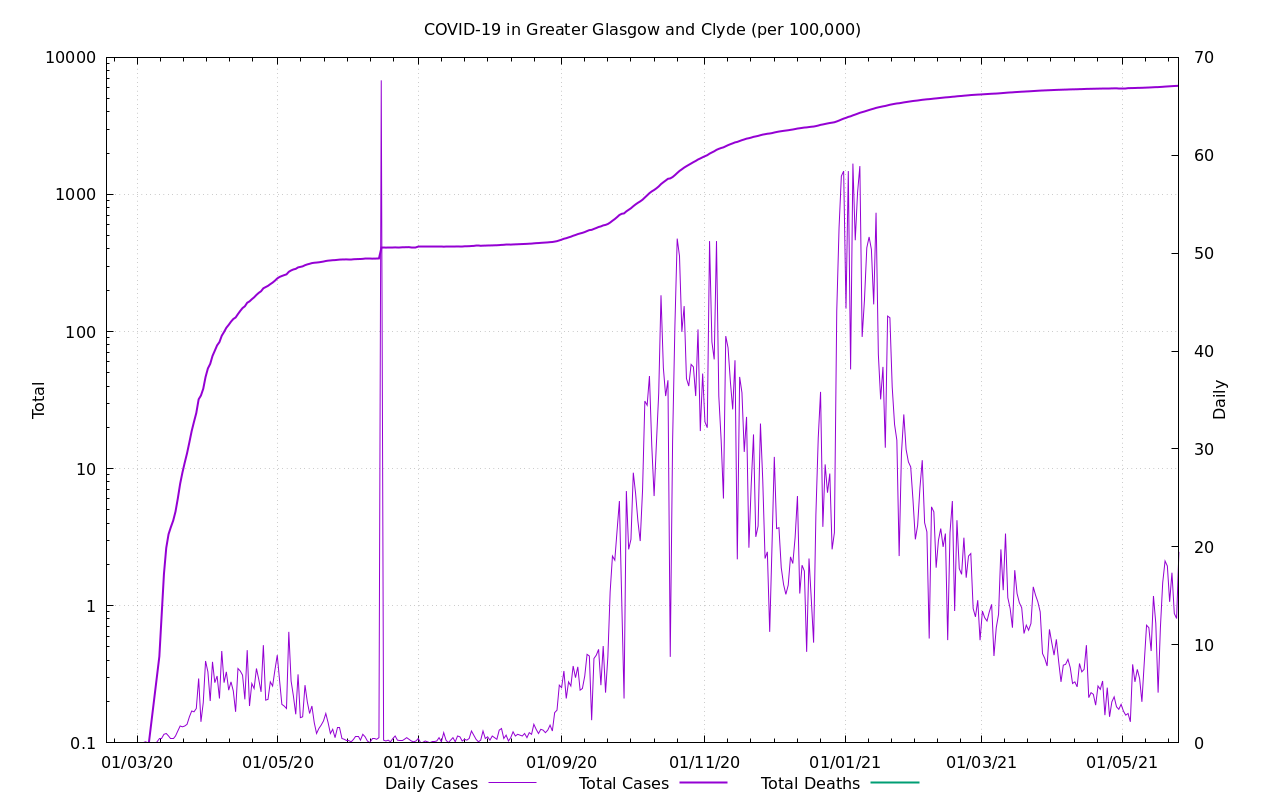 COVID-19 in Greater Glasgow and Clyde (per 100,000)
10000
1000
100
10
1
0.1
Total
70
60
50
40
30
20
10
0
Daily
01/03/20 01/05/20 01/07/20 01/09/20 01/11/20 01/01/21 01/03/21 01/05/21
Daily Cases Total Cases Total Deaths